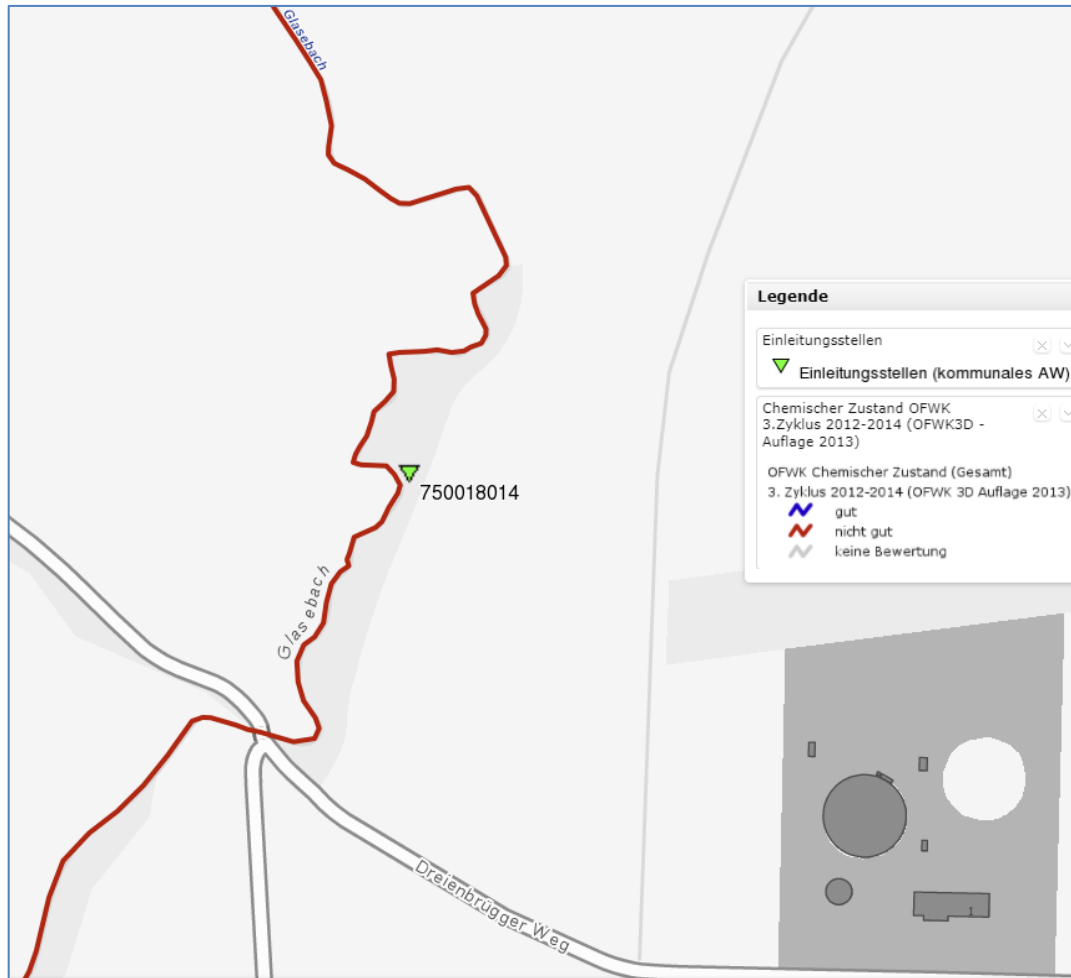 Glasebach
Legende
Einleitungsstellen
Einleitungsstellen (kommunales AW)
Chemischer Zustand OFWK
3.Zyklus 2012-2014 (OFWK3D -
Auflage 2013)
OFWK Chemischer Zustand (Gesamt)
3. Zyklus 2012-2014 (OFWK 3D Auflage 2013)
gut
nicht gut
keine Bewertung
750018014
Glasebach
Dreienbrügger Weg
1